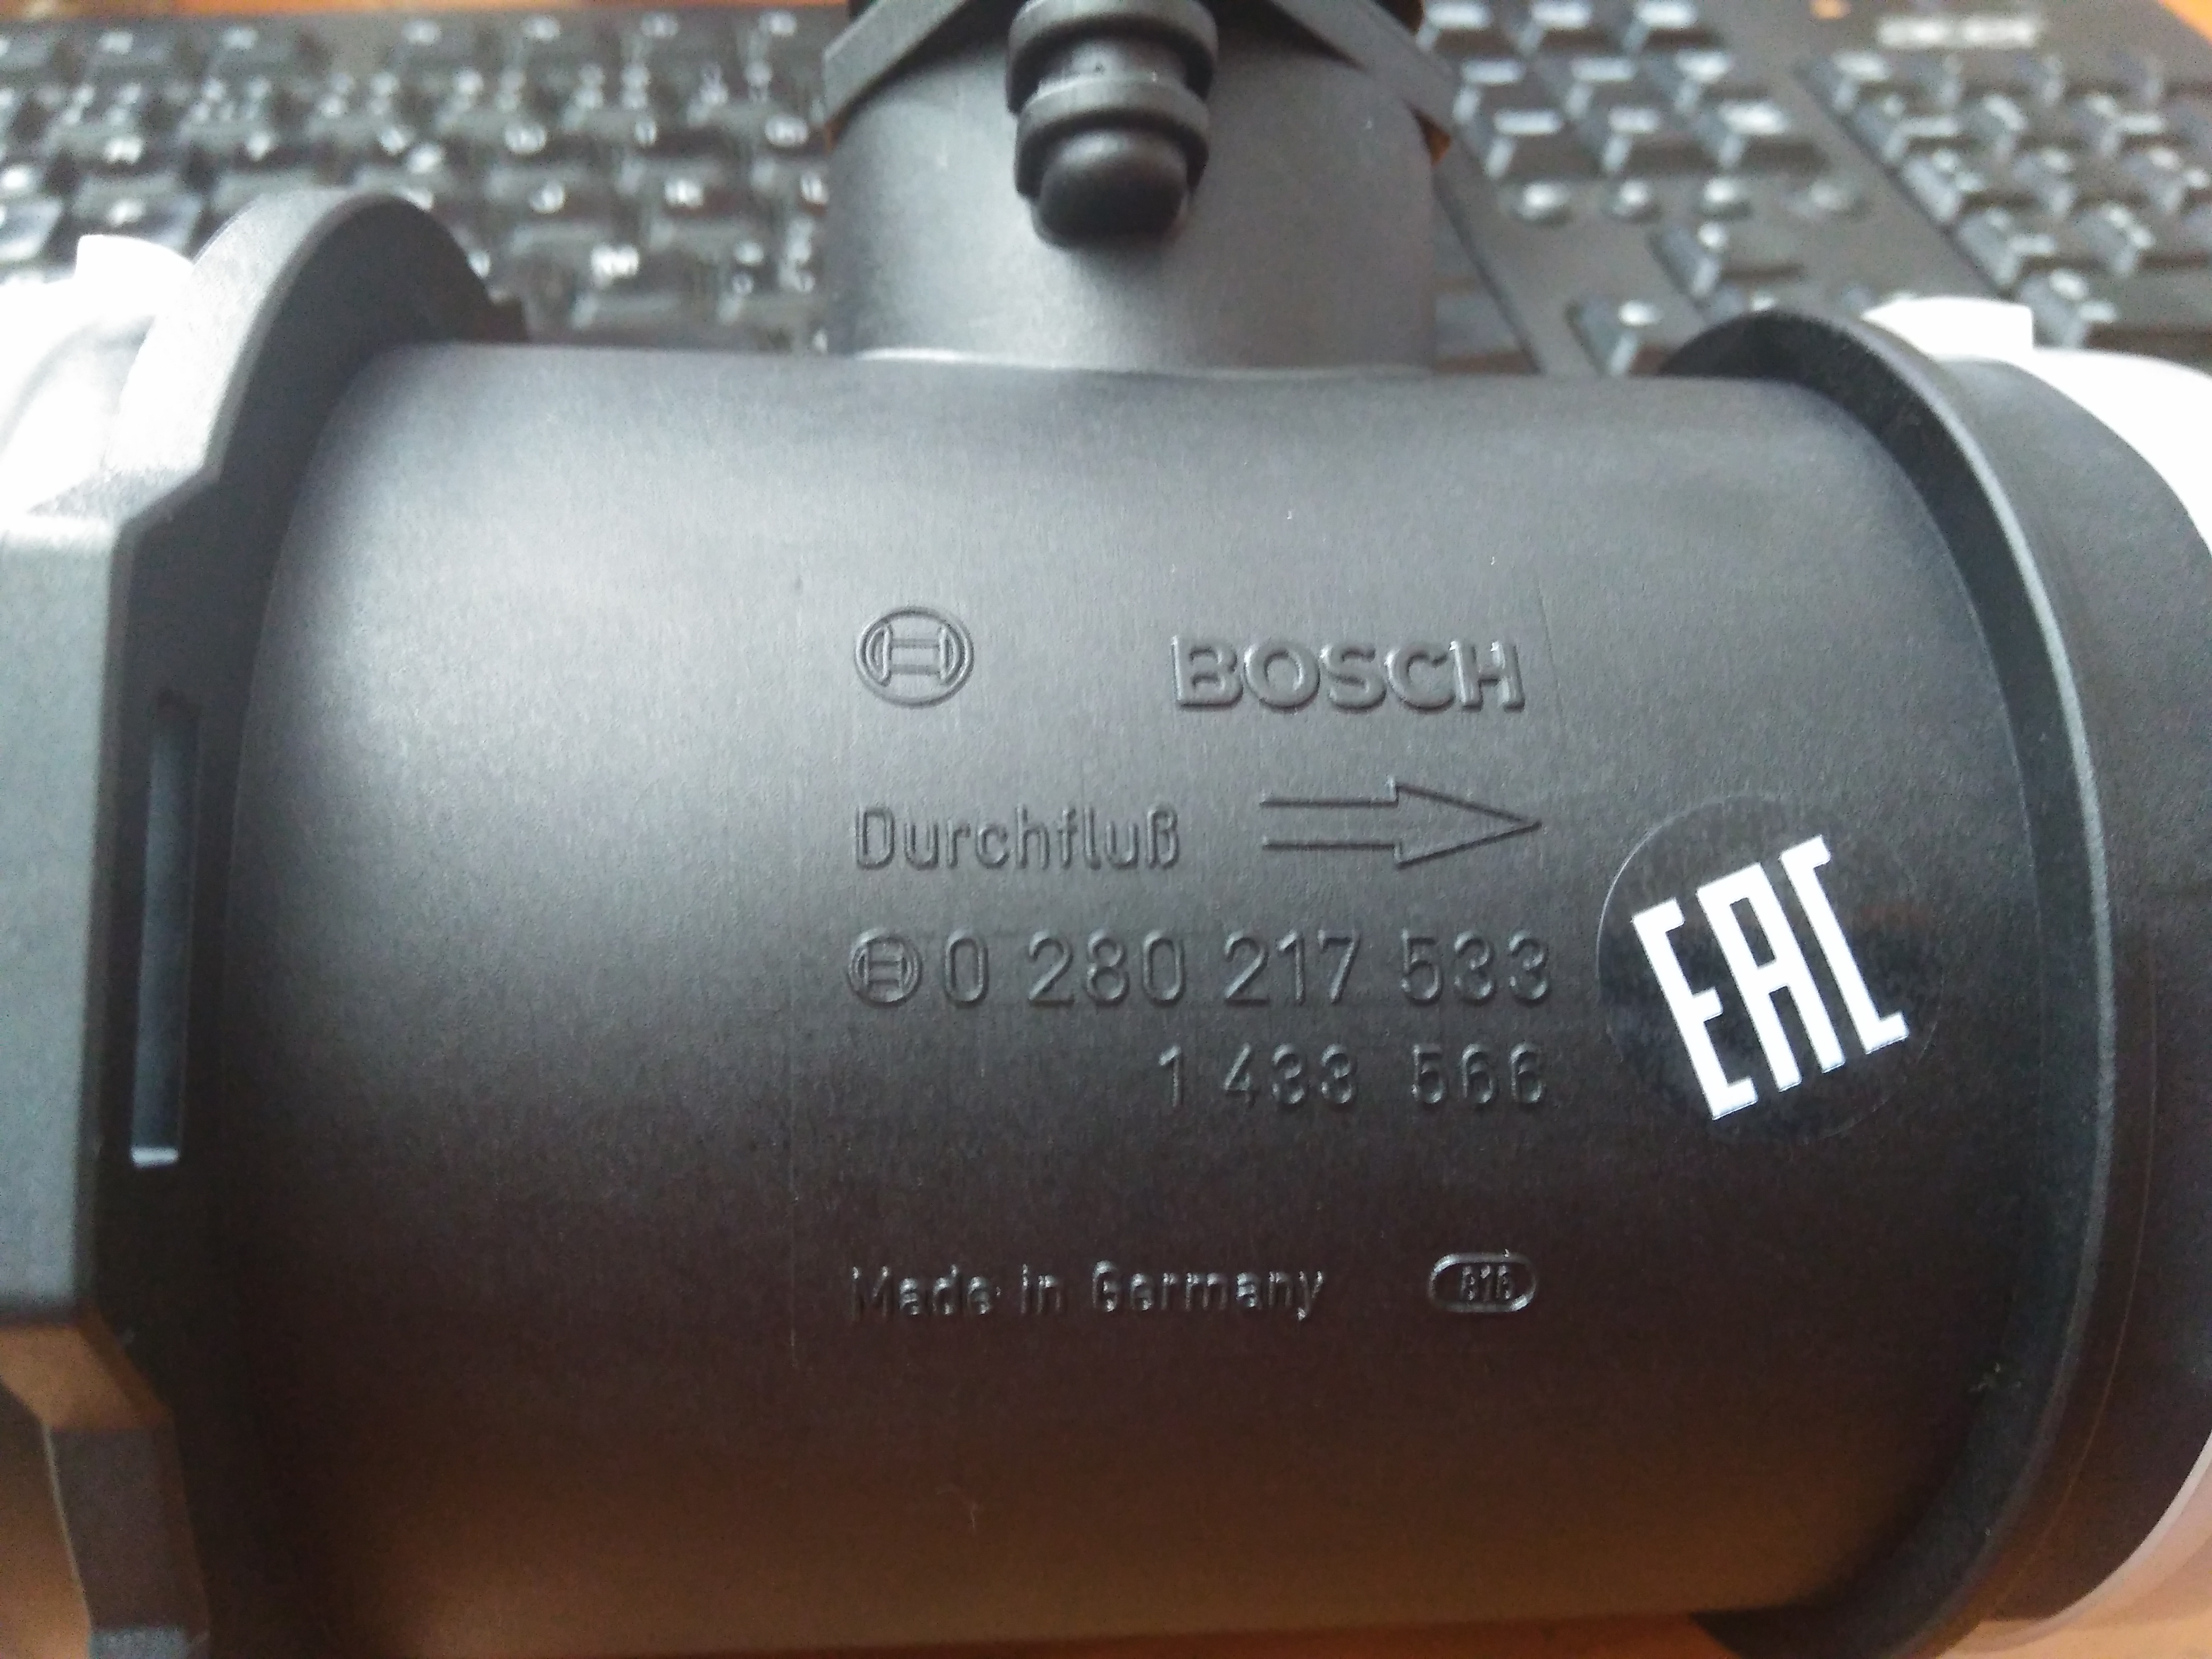 BOSCH
Durchfluß
0 280 217 533
1 433 566
EAC
Made in Germany